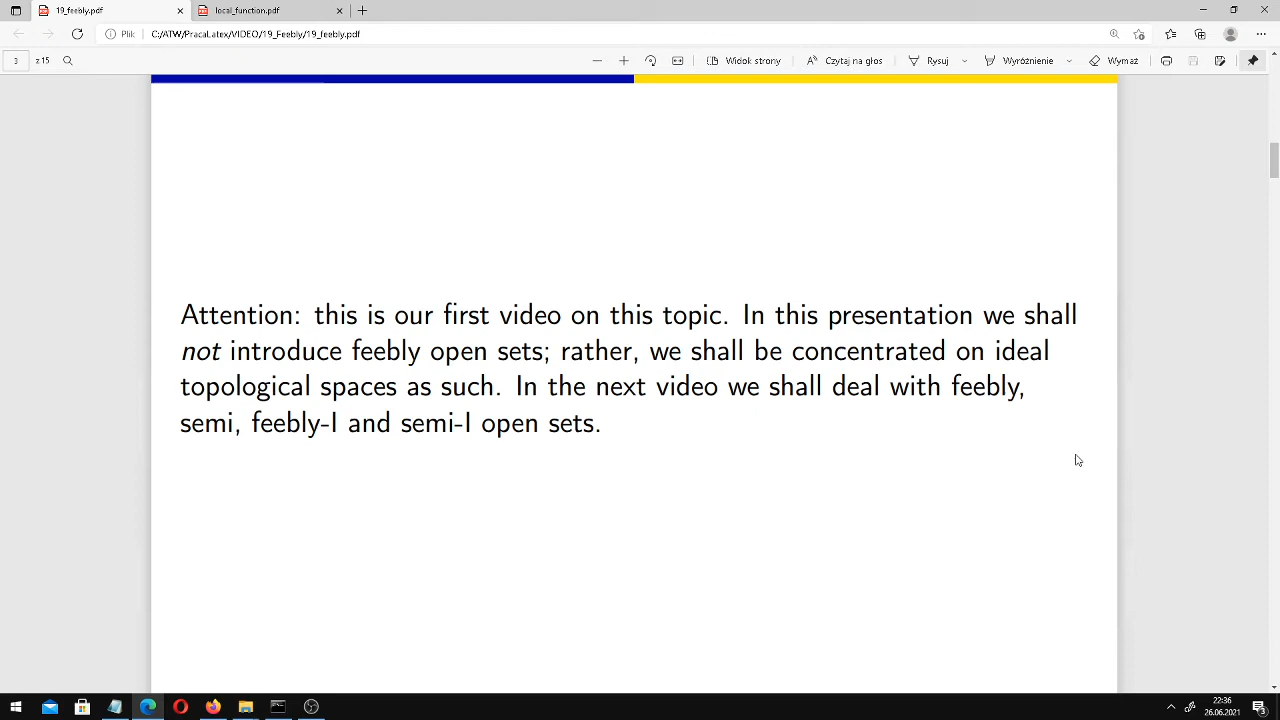 19_feebly.pdf
local_function.pdf
Plik
C:/ATW/PracaLatex/VIDEO/19_Feebly/19_feebly.pdf
3 z 15
Widok strony
Czytaj na głos
Rysuj
Wyróżnienie
Wymaż
Attention: this is our first video on this topic. In this presentation we shall
not introduce feebly open sets; rather, we shall be concentrated on ideal
topological spaces as such. In the next video we shall deal with feebly,
semi, feebly-I and semi-I open sets.
22:36
26.06.2021
3